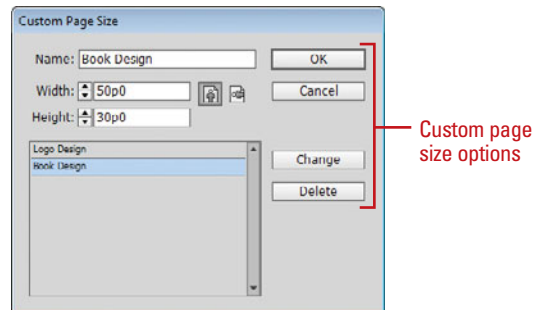 Custom Page Size
Name: Book Design
OK
Width: 50p0
Cancel
Height: 30p0
Custom page
size options
Logo Design
Book Design
Change
Delete